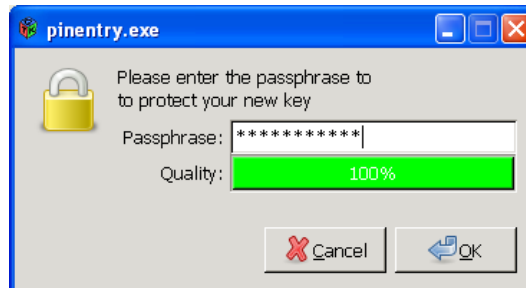 pinentry.exe
Please enter the passphrase to
to protect your new key
Passphrase: ***********
Quality: 100%
Cancel OK